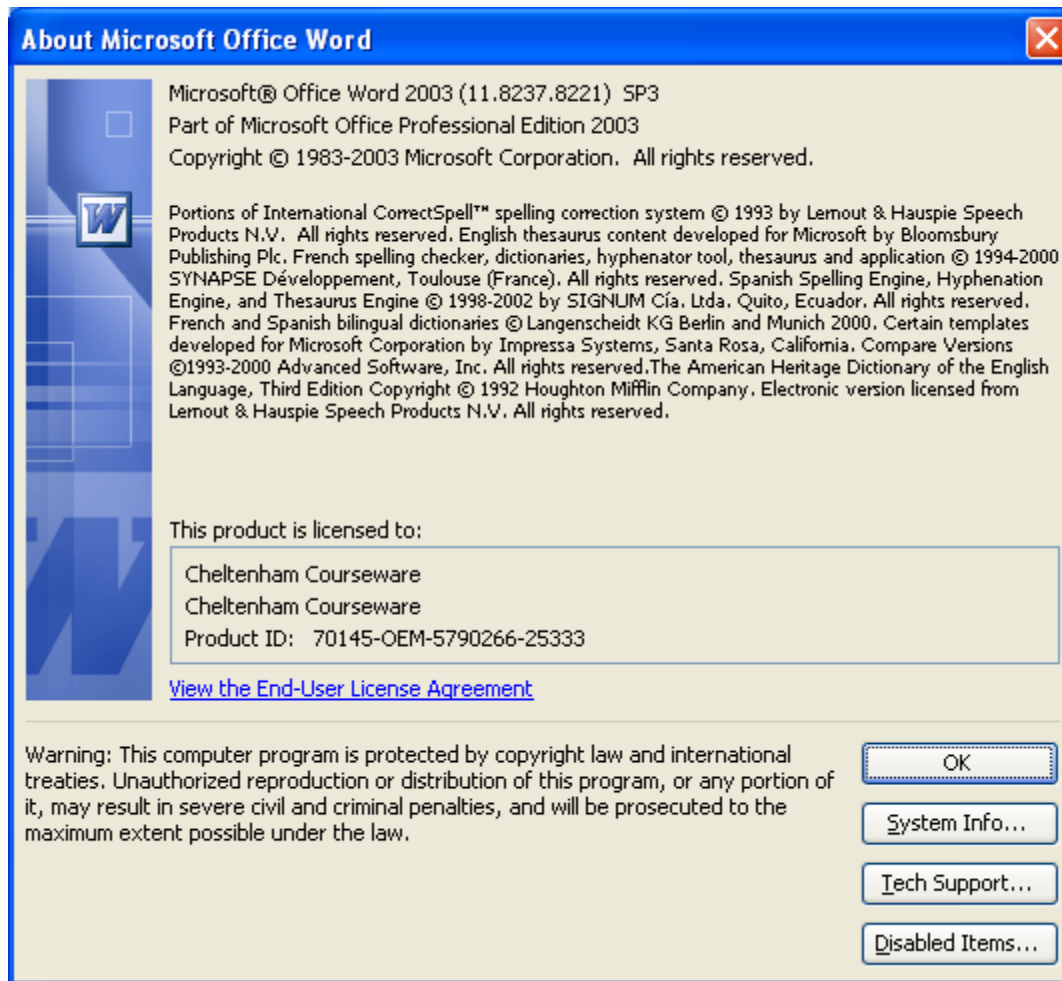 About Microsoft Office Word
Microsoft® Office Word 2003 (11.8237.8221) SP3
Part of Microsoft Office Professional Edition 2003
Copyright © 1983-2003 Microsoft Corporation. All rights reserved.
W
Portions of International CorrectSpell™ spelling correction system © 1993 by Lernout & Hauspie Speech
Products N.V. All rights reserved. English thesaurus content developed for Microsoft by Bloomsbury
Publishing Plc. French spelling checker, dictionaries, hyphenator tool, thesaurus and application © 1994-2000
SYNAPSE Développement, Toulouse (France). All rights reserved. Spanish Spelling Engine, Hyphenation
Engine, and Thesaurus Engine © 1998-2002 by SIGNUM Cía. Ltda. Quito, Ecuador. All rights reserved.
French and Spanish bilingual dictionaries © Langenscheidt KG Berlin and Munich 2000. Certain templates
developed for Microsoft Corporation by Impressa Systems, Santa Rosa, California. Compare Versions
©1993-2000 Advanced Software, Inc. All rights reserved.The American Heritage Dictionary of the English
Language, Third Edition Copyright © 1992 Houghton Mifflin Company. Electronic version licensed from
Lernout & Hauspie Speech Products N.V. All rights reserved.
This product is licensed to:
Cheltenham Courseware
Cheltenham Courseware
Product ID: 70145-OEM-5790266-25333
View the End-User License Agreement
Warning: This computer program is protected by copyright law and international
treaties. Unauthorized reproduction or distribution of this program, or any portion of
it, may result in severe civil and criminal penalties, and will be prosecuted to the
maximum extent possible under the law.
OK
System Info...
Tech Support...
Disabled Items...